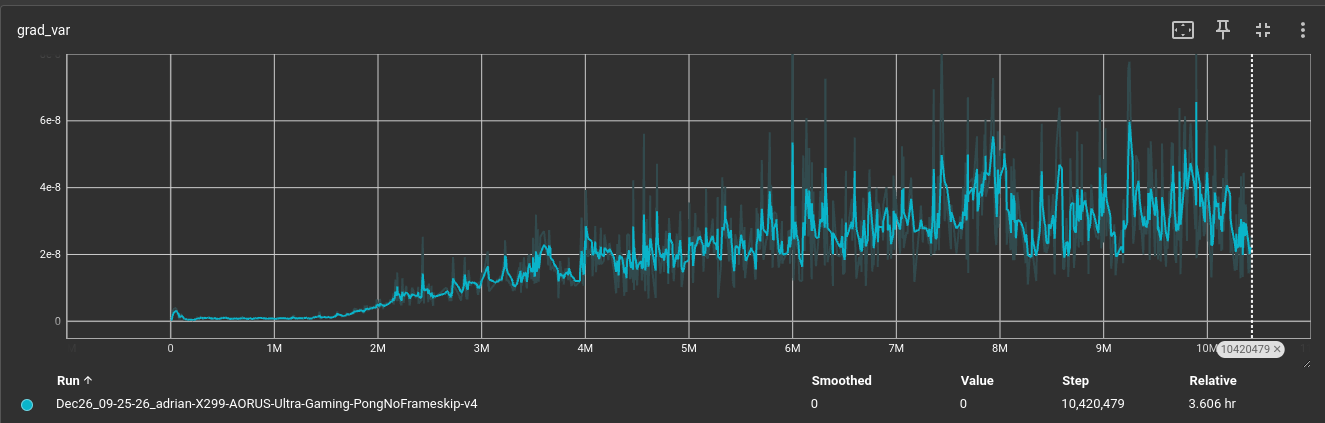 grad_var
6e-8
4e-8
2e-8
0
0 1M 2M 3M 4M 5M 6M 7M 8M 9M 10M
10420479 ×
Run ↑ Smoothed Value Step Relative
Dec26_09-25-26_adrian-X299-AORUS-Ultra-Gaming-PongNoFrameskip-v4 0 0 10,420,479 3.606 hr